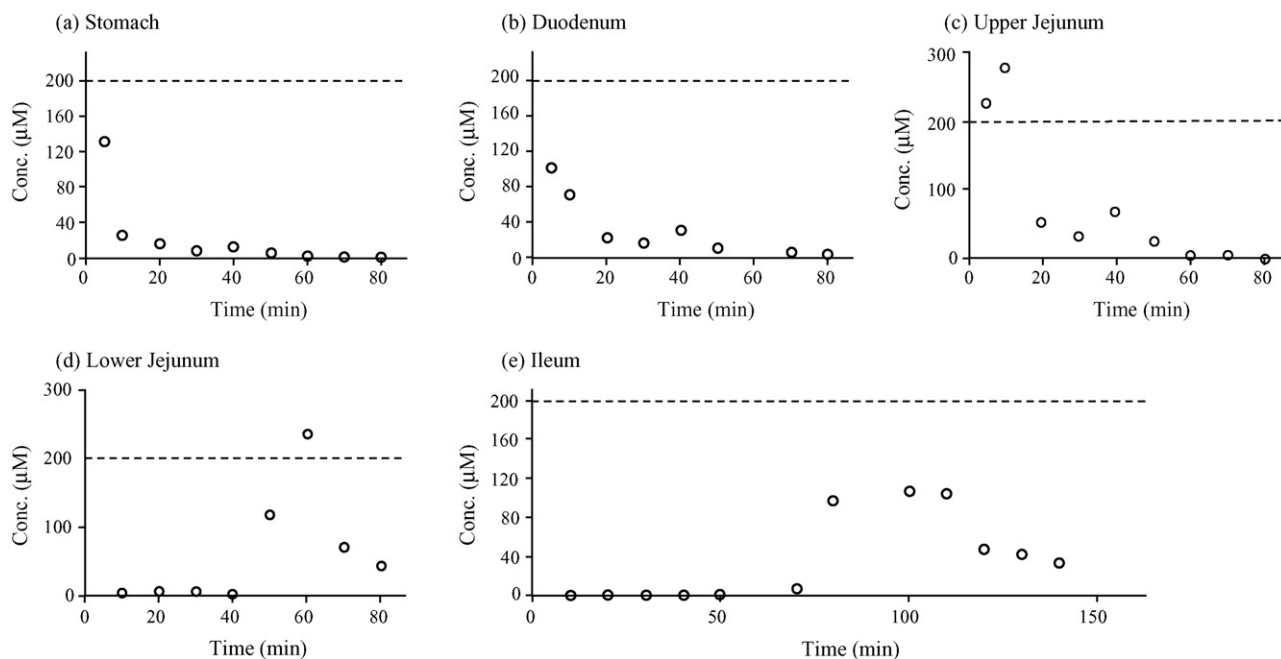 (a) Stomach
200
160
120
80
40
0
Conc. (µM)
0 20 40 60 80
Time (min)
(b) Duodenum
200
160
120
80
40
0
Conc. (µM)
0 20 40 60 80
Time (min)
(c) Upper Jejunum
300
200
100
0
Conc. (µM)
0 20 40 60 80
Time (min)
(d) Lower Jejunum
300
200
100
0
Conc. (µM)
0 20 40 60 80
Time (min)
(e) Ileum
200
160
120
80
40
0
Conc. (µM)
0 50 100 150
Time (min)